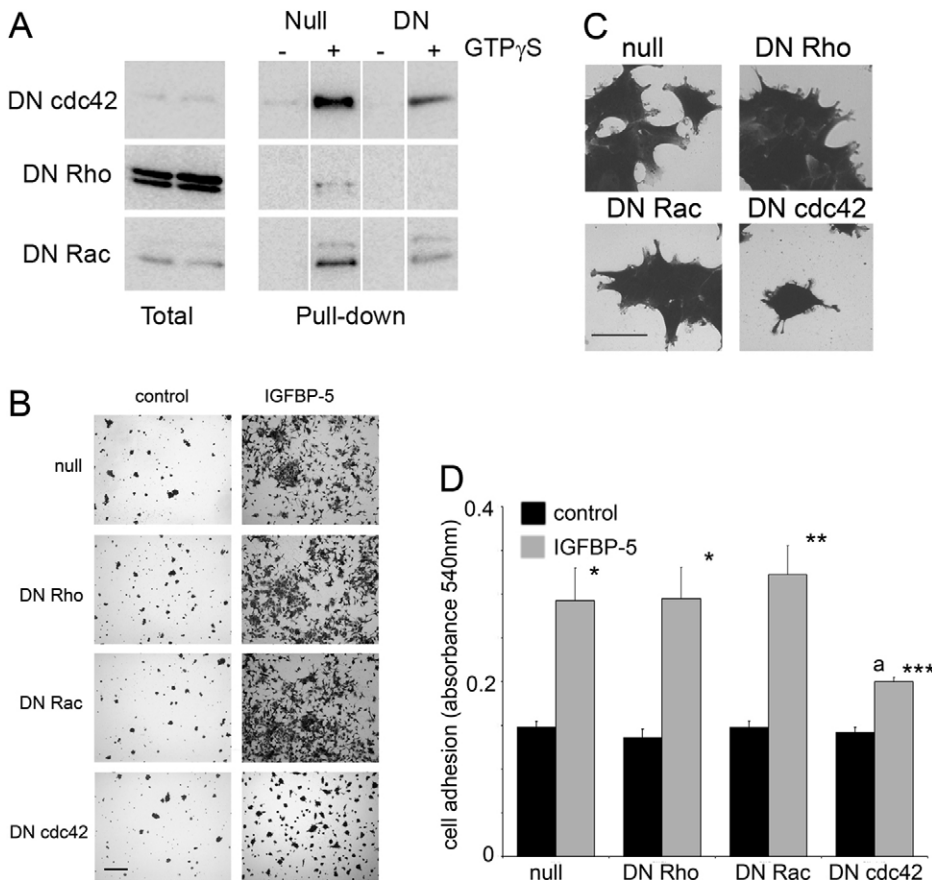 A
Null DN
- + - + GTPγS
DN cdc42
DN Rho
DN Rac
Total Pull-down
B
control IGFBP-5
null
DN Rho
DN Rac
DN cdc42
C
null DN Rho
DN Rac DN cdc42
D
cell adhesion (absorbance 540nm)
0.4
0.2
0
control
IGFBP-5
* * ** a ***
null DN Rho DN Rac DN cdc42